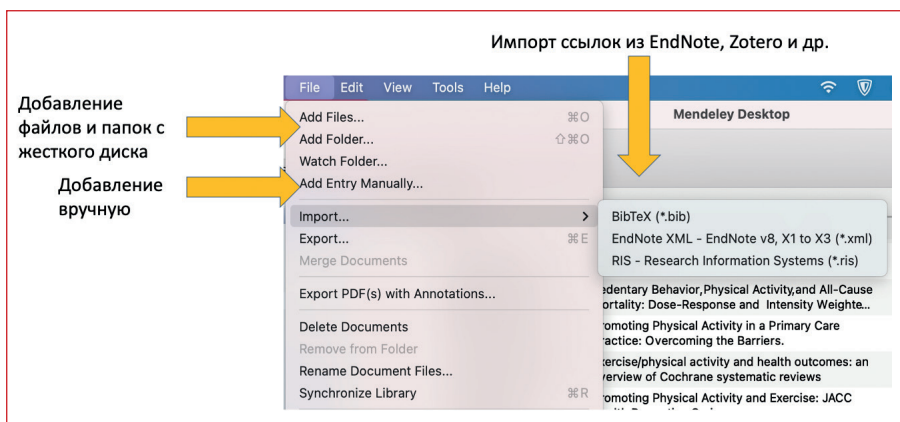 Импорт ссылок из EndNote, Zotero и др.
Добавление
файлов и папок с
жесткого диска
Добавление
вручную
File Edit View Tools Help
Mendeley Desktop
Add Files... ⌘O
Add Folder... ⇧⌘O
Watch Folder...
Add Entry Manually...
Import... >
BibTeX (*.bib)
EndNote XML - EndNote v8, X1 to X3 (*.xml)
RIS - Research Information Systems (*.ris)
Export... ⌘E
Merge Documents
Export PDF(s) with Annotations...
Delete Documents
Remove from Folder
Rename Document Files...
Synchronize Library ⌘R
edentary Behavior,Physical Activity,and All-Cause
ortality: Dose-Response and Intensity Weighte...
romoting Physical Activity in a Primary Care
ractice: Overcoming the Barriers.
xercise/physical activity and health outcomes: an
verview of Cochrane systematic reviews
romoting Physical Activity and Exercise: JACC